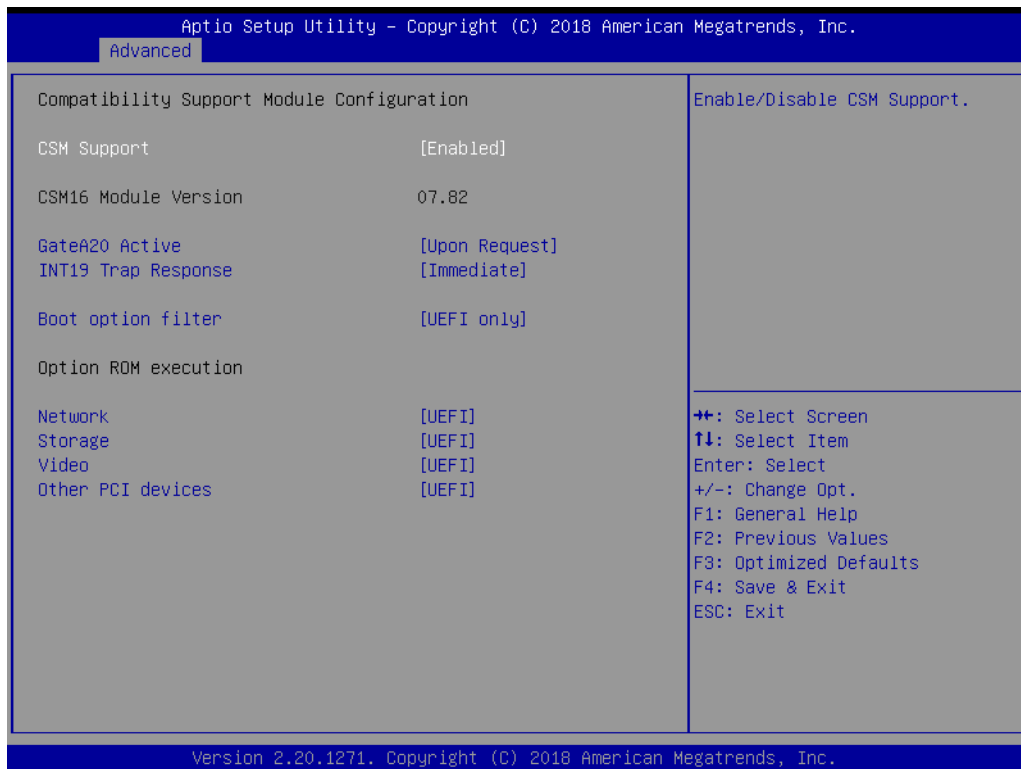 Aptio Setup Utility – Copyright (C) 2018 American Megatrends, Inc.
Advanced
Compatibility Support Module Configuration
CSM Support [Enabled]
CSM16 Module Version 07.82
GateA20 Active [Upon Request]
INT19 Trap Response [Immediate]
Boot option filter [UEFI only]
Option ROM execution
Network [UEFI]
Storage [UEFI]
Video [UEFI]
Other PCI devices [UEFI]
Enable/Disable CSM Support.
→←: Select Screen
↑↓: Select Item
Enter: Select
+/-: Change Opt.
F1: General Help
F2: Previous Values
F3: Optimized Defaults
F4: Save & Exit
ESC: Exit
Version 2.20.1271. Copyright (C) 2018 American Megatrends, Inc.